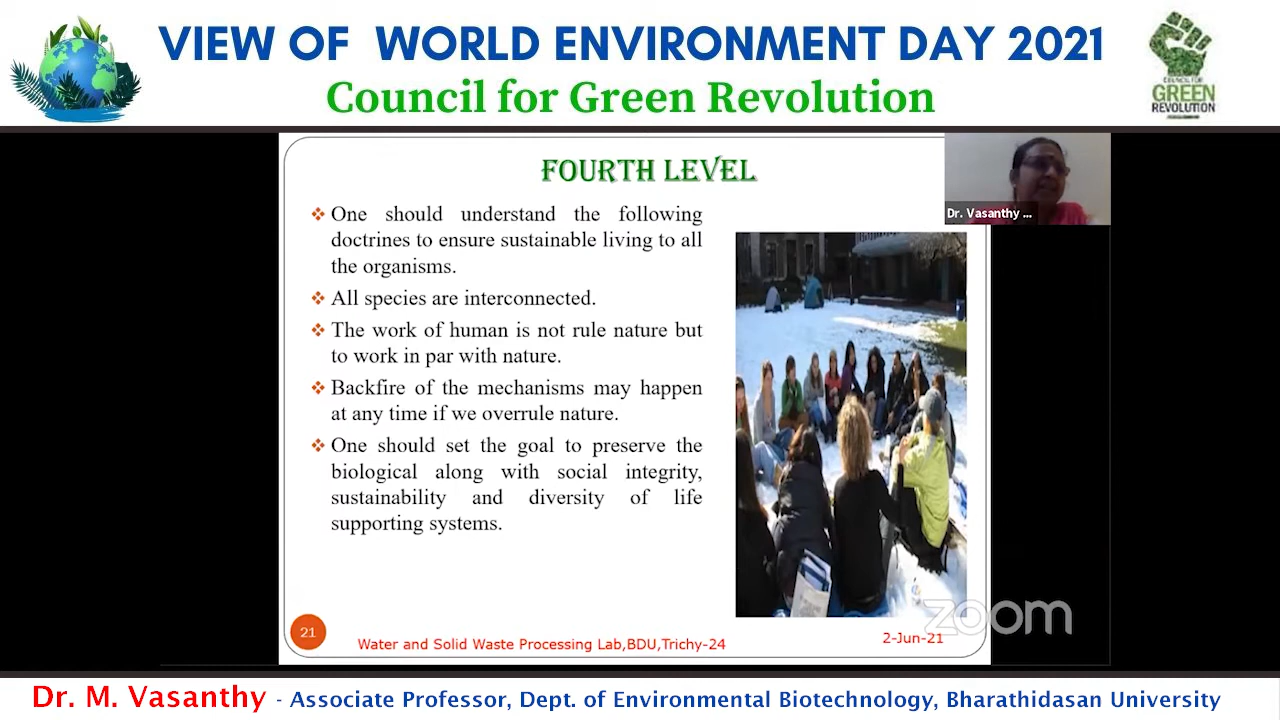 VIEW OF WORLD ENVIRONMENT DAY 2021
Council for Green Revolution
COUNCIL FOR
GREEN
REVOLUTION
FOURTH LEVEL
Dr. Vasanthy ...
One should understand the following
doctrines to ensure sustainable living to all
the organisms.
All species are interconnected.
The work of human is not rule nature but
to work in par with nature.
Backfire of the mechanisms may happen
at any time if we overrule nature.
One should set the goal to preserve the
biological along with social integrity,
sustainability and diversity of life
supporting systems.
zoom
21
Water and Solid Waste Processing Lab,BDU,Trichy-24
2-Jun-21
Dr. M. Vasanthy - Associate Professor, Dept. of Environmental Biotechnology, Bharathidasan University